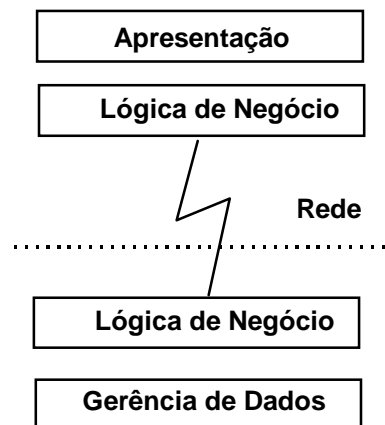 Apresentação
Lógica de Negócio
Rede
Lógica de Negócio
Gerência de Dados